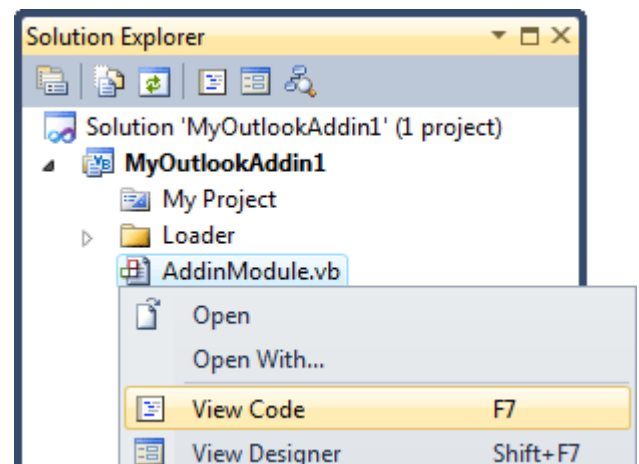 Solution Explorer
Solution 'MyOutlookAddin1' (1 project)
VB MyOutlookAddin1
My Project
Loader
AddinModule.vb
Open
Open With...
View Code F7
View Designer Shift+F7